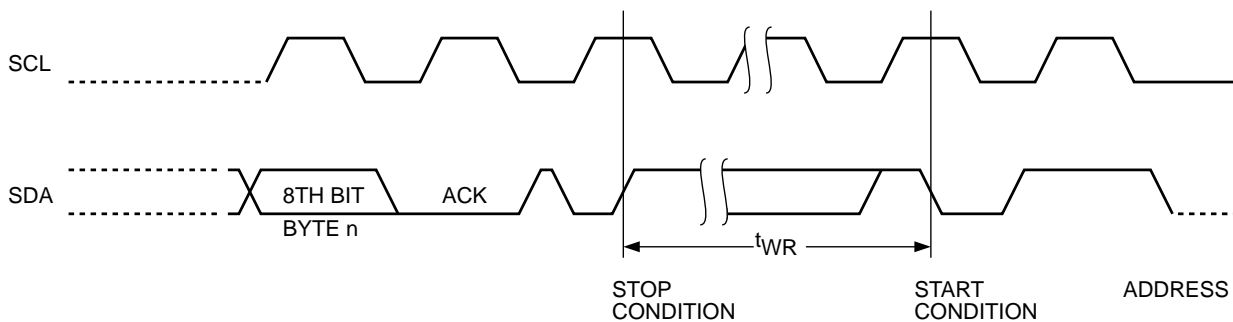 SCL
SDA
8TH BIT
ACK
BYTE n
tWR
STOP
CONDITION
START
CONDITION
ADDRESS